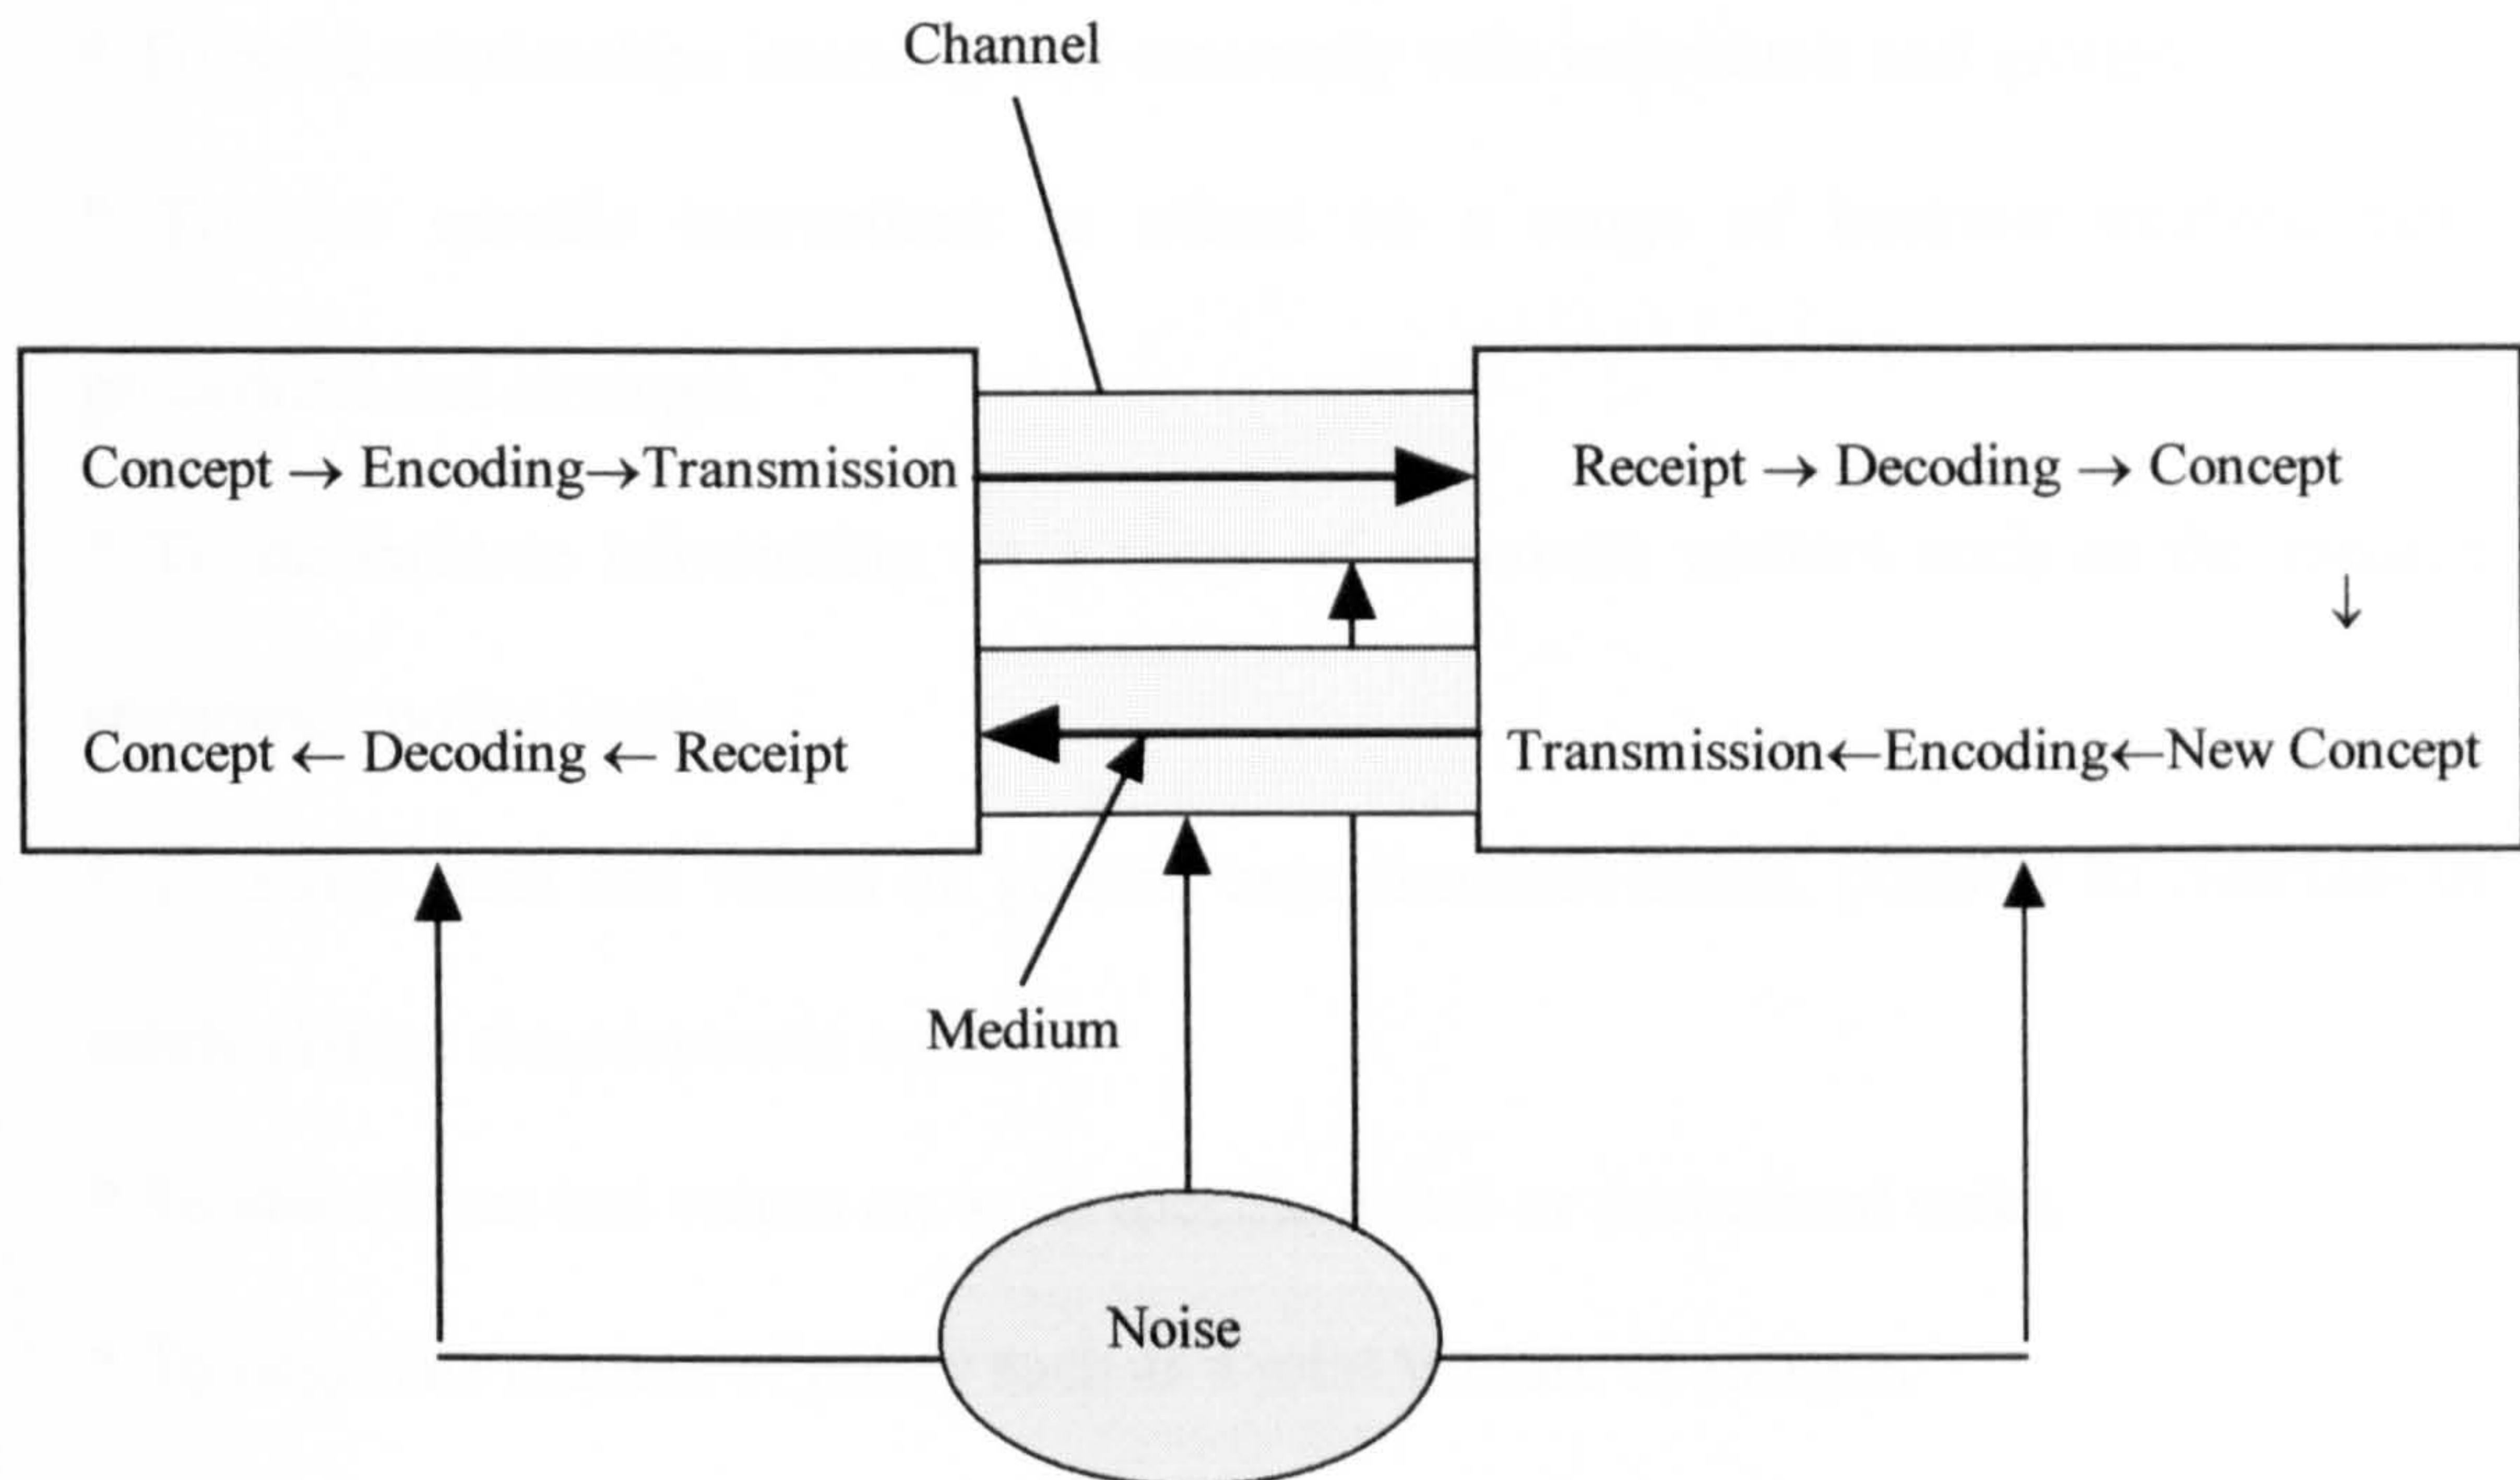 Channel
Concept → Encoding→Transmission
Receipt → Decoding → Concept
↓
Concept ← Decoding ← Receipt
Transmission←Encoding←New Concept
Medium
Noise